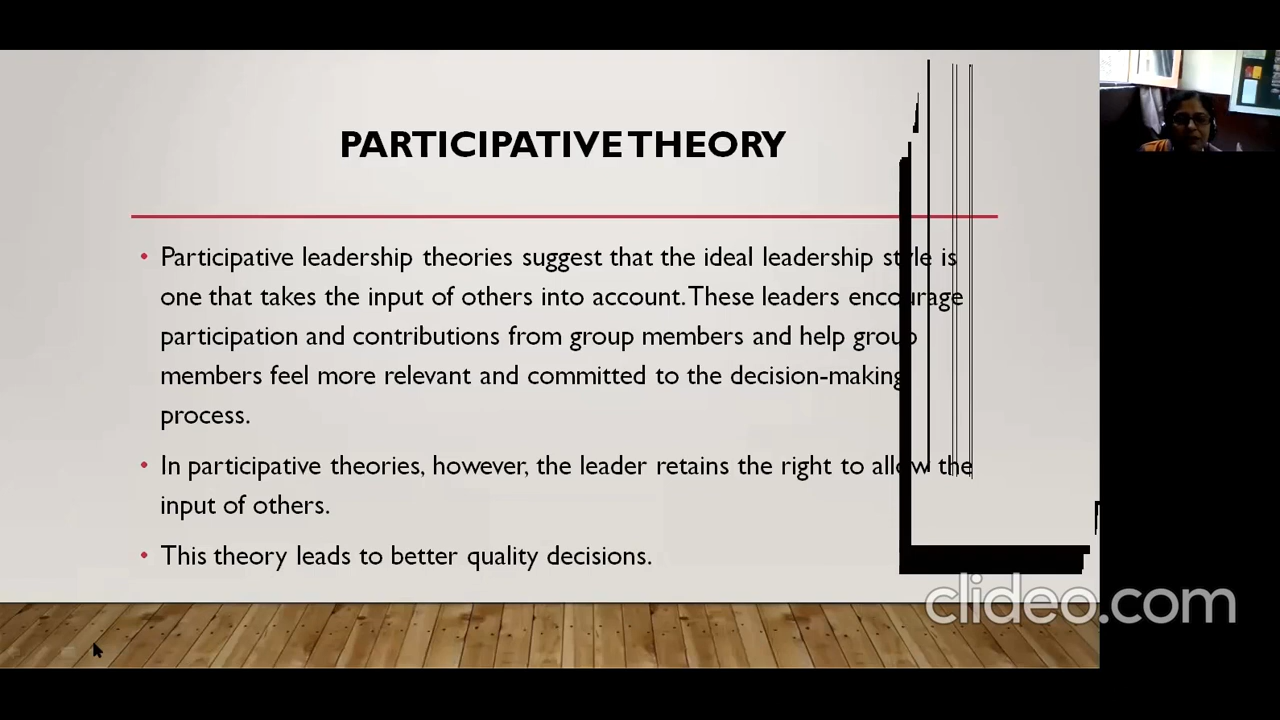 PARTICIPATIVE THEORY
• Participative leadership theories suggest that the ideal leadership style is
one that takes the input of others into account. These leaders encourage
participation and contributions from group members and help group
members feel more relevant and committed to the decision-making
process.
• In participative theories, however, the leader retains the right to allow the
input of others.
• This theory leads to better quality decisions.
clideo.com